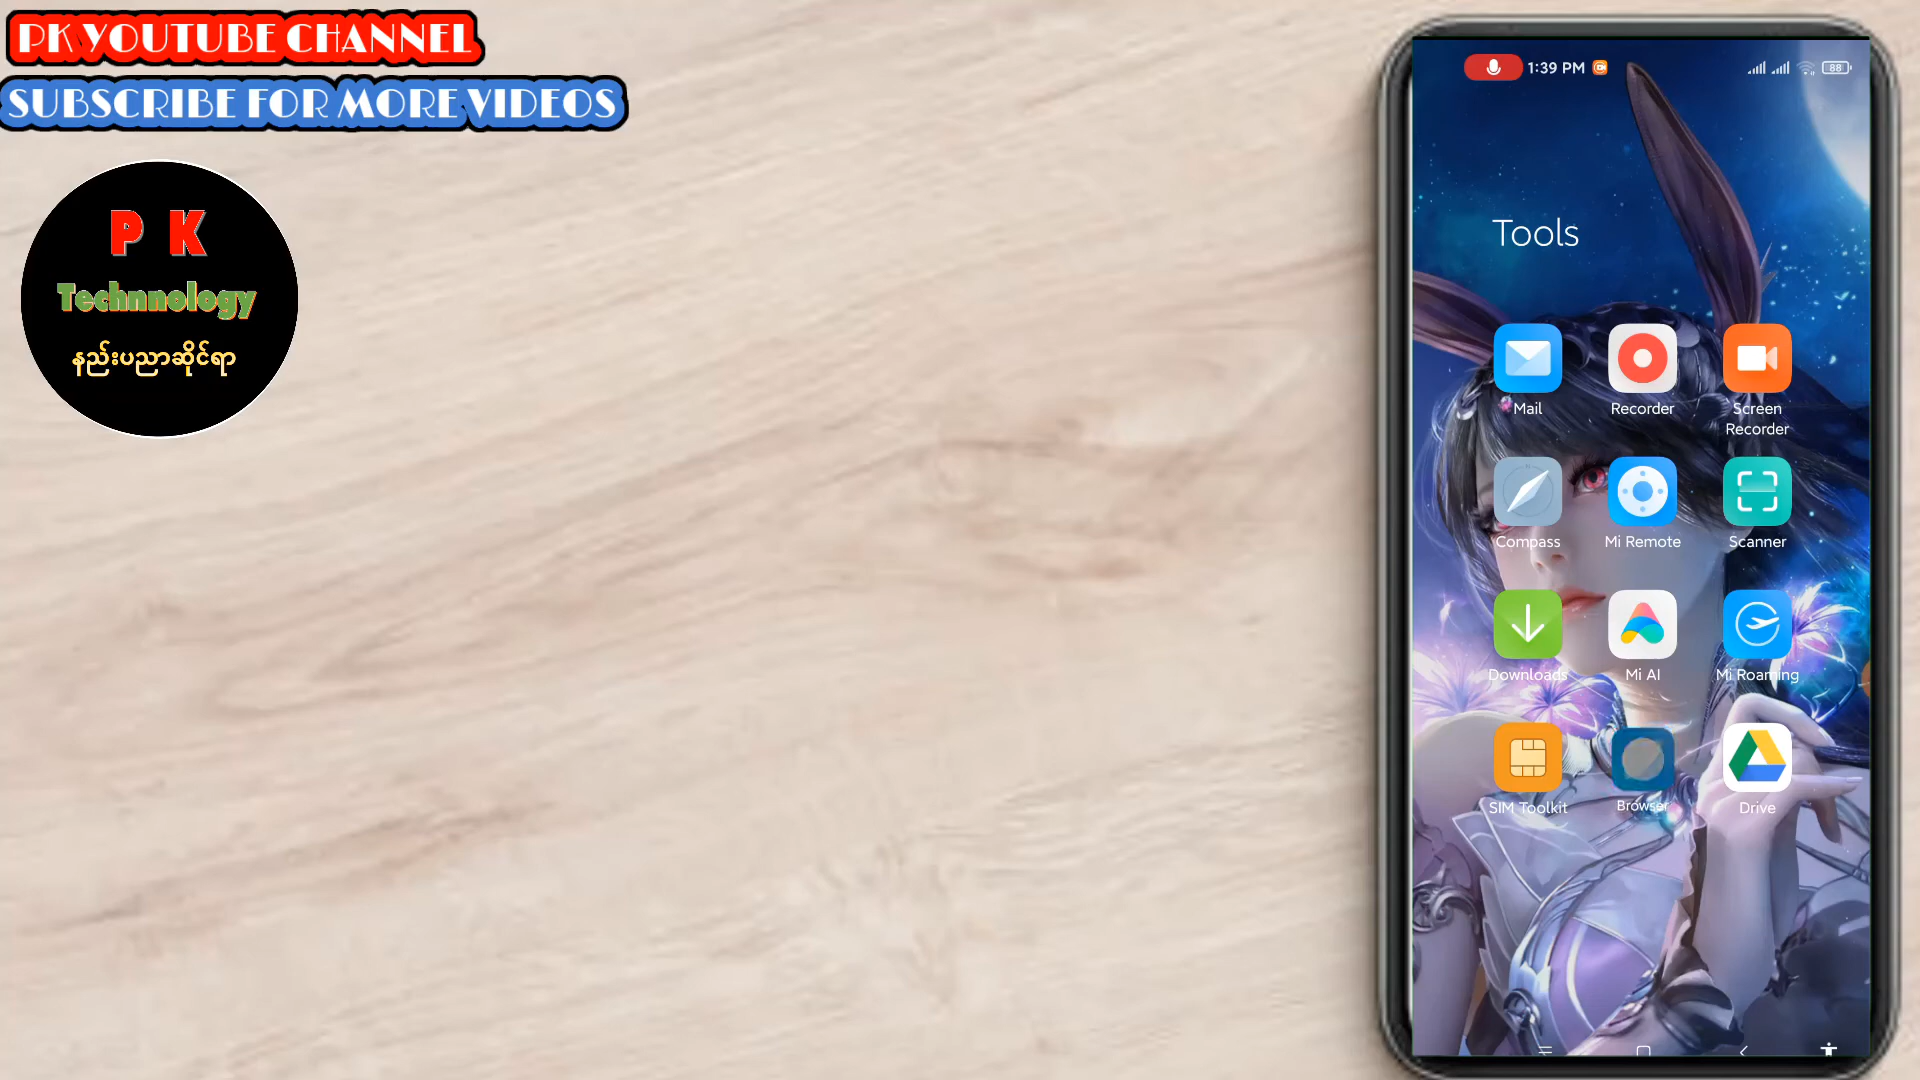 PK YOUTUBE CHANNEL
SUBSCRIBE FOR MORE VIDEOS
P K
Technnology
နည်းပညာဆိုင်ရာ
1:39 PM
88
Tools
Mail
Recorder
Screen
Recorder
Compass
Mi Remote
Scanner
Downloads
Mi AI
Mi Roaming
SIM Toolkit
Browser
Drive